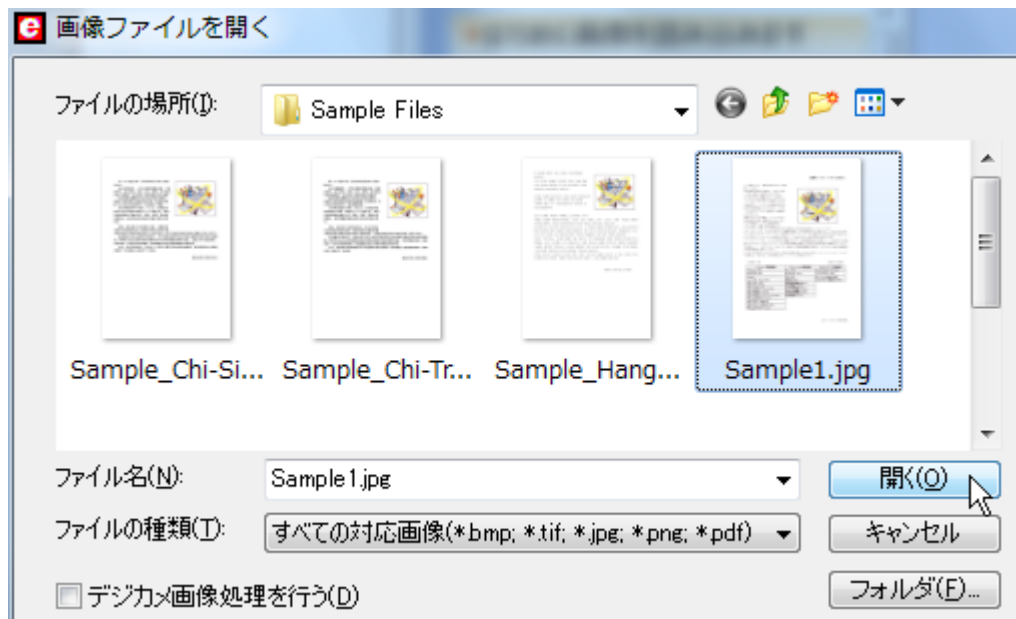 e 画像ファイルを開く
ファイルの場所(I):
Sample Files
Sample_Chi-Si... Sample_Chi-Tr... Sample_Hang... Sample1.jpg
ファイル名(N): Sample1.jpg 開く(O)
ファイルの種類(T): すべての対応画像(*.bmp; *.tif; *.jpg; *.png; *.pdf) キャンセル
デジカメ画像処理を行う(D) フォルダ(F)...